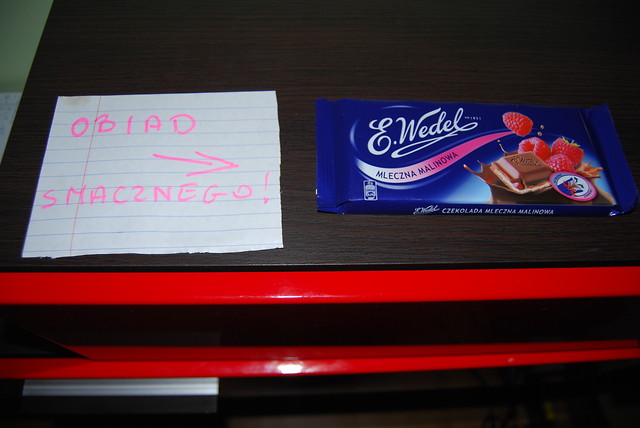 OBIAD
SMACZNEGO!
E. Wedel
MLECZNA MALINOWA
E. Wedel CZEKOLADA MLECZNA MALINOWA